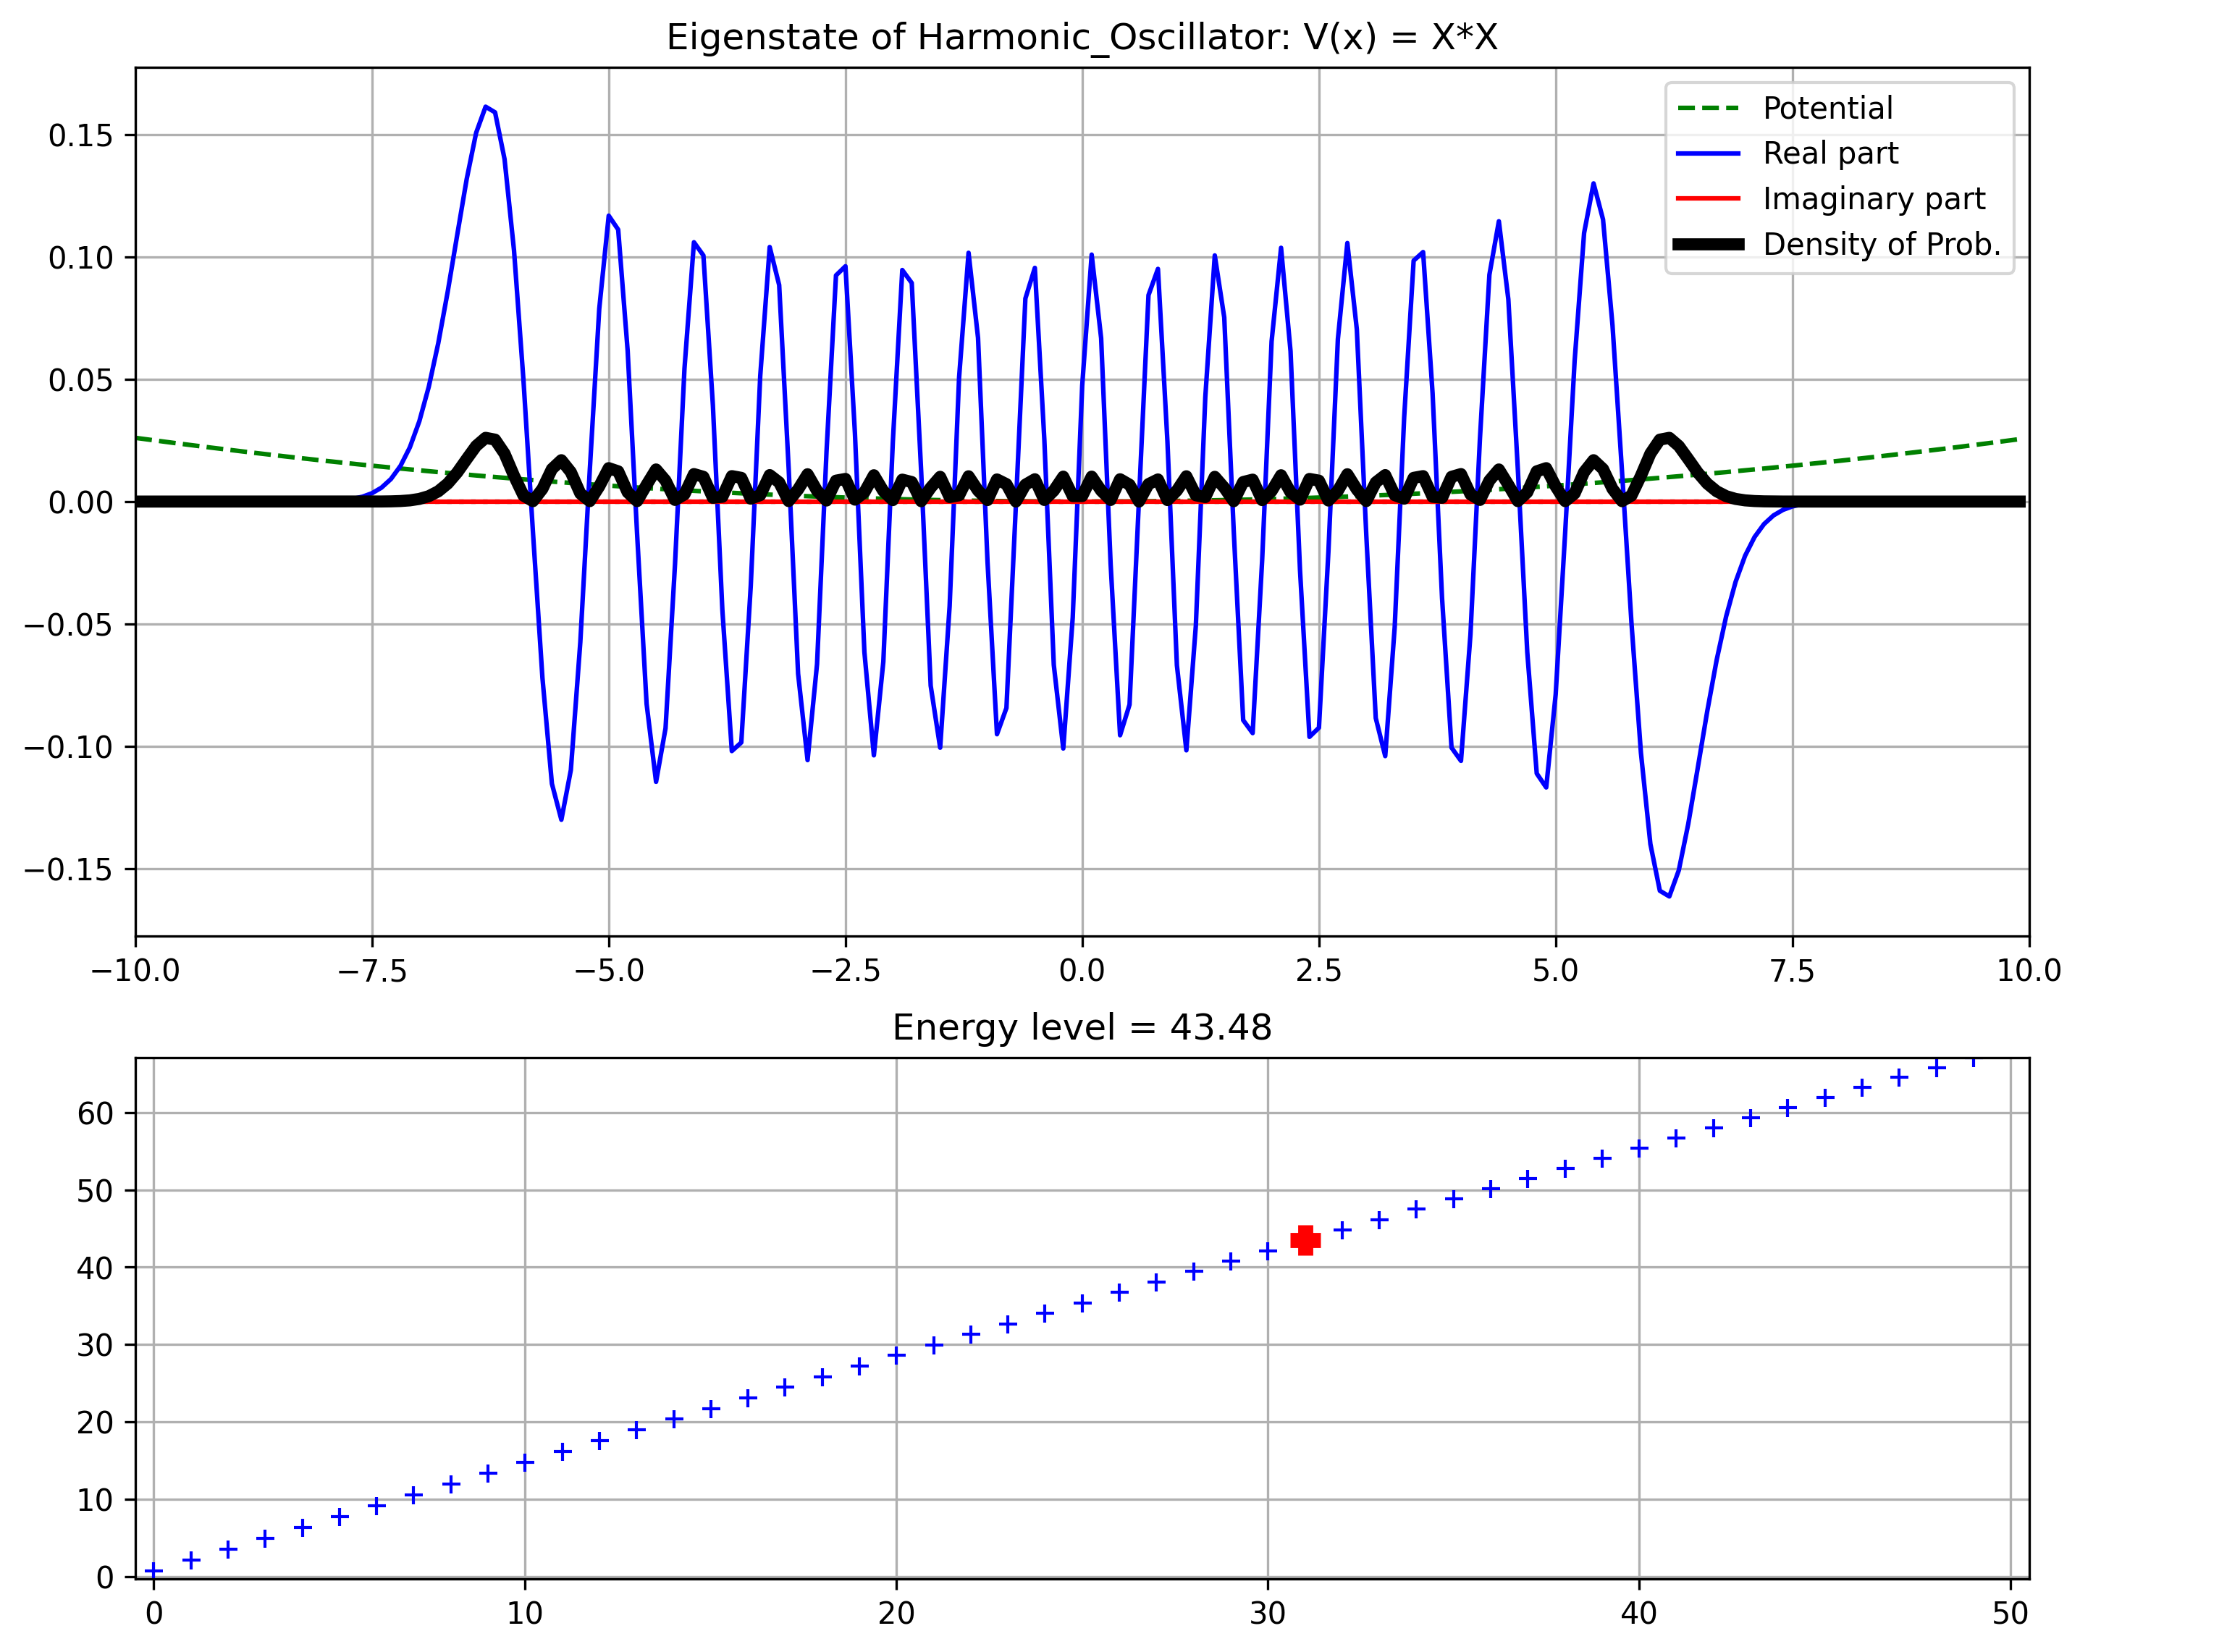 Eigenstate of Harmonic_Oscillator: V(x) = X*X
Potential
Real part
Imaginary part
Density of Prob.
0.15
0.10
0.05
0.00
−0.05
−0.10
−0.15
−10.0 −7.5 −5.0 −2.5 0.0 2.5 5.0 7.5 10.0
Energy level = 43.48
60
50
40
30
20
10
0
0 10 20 30 40 50